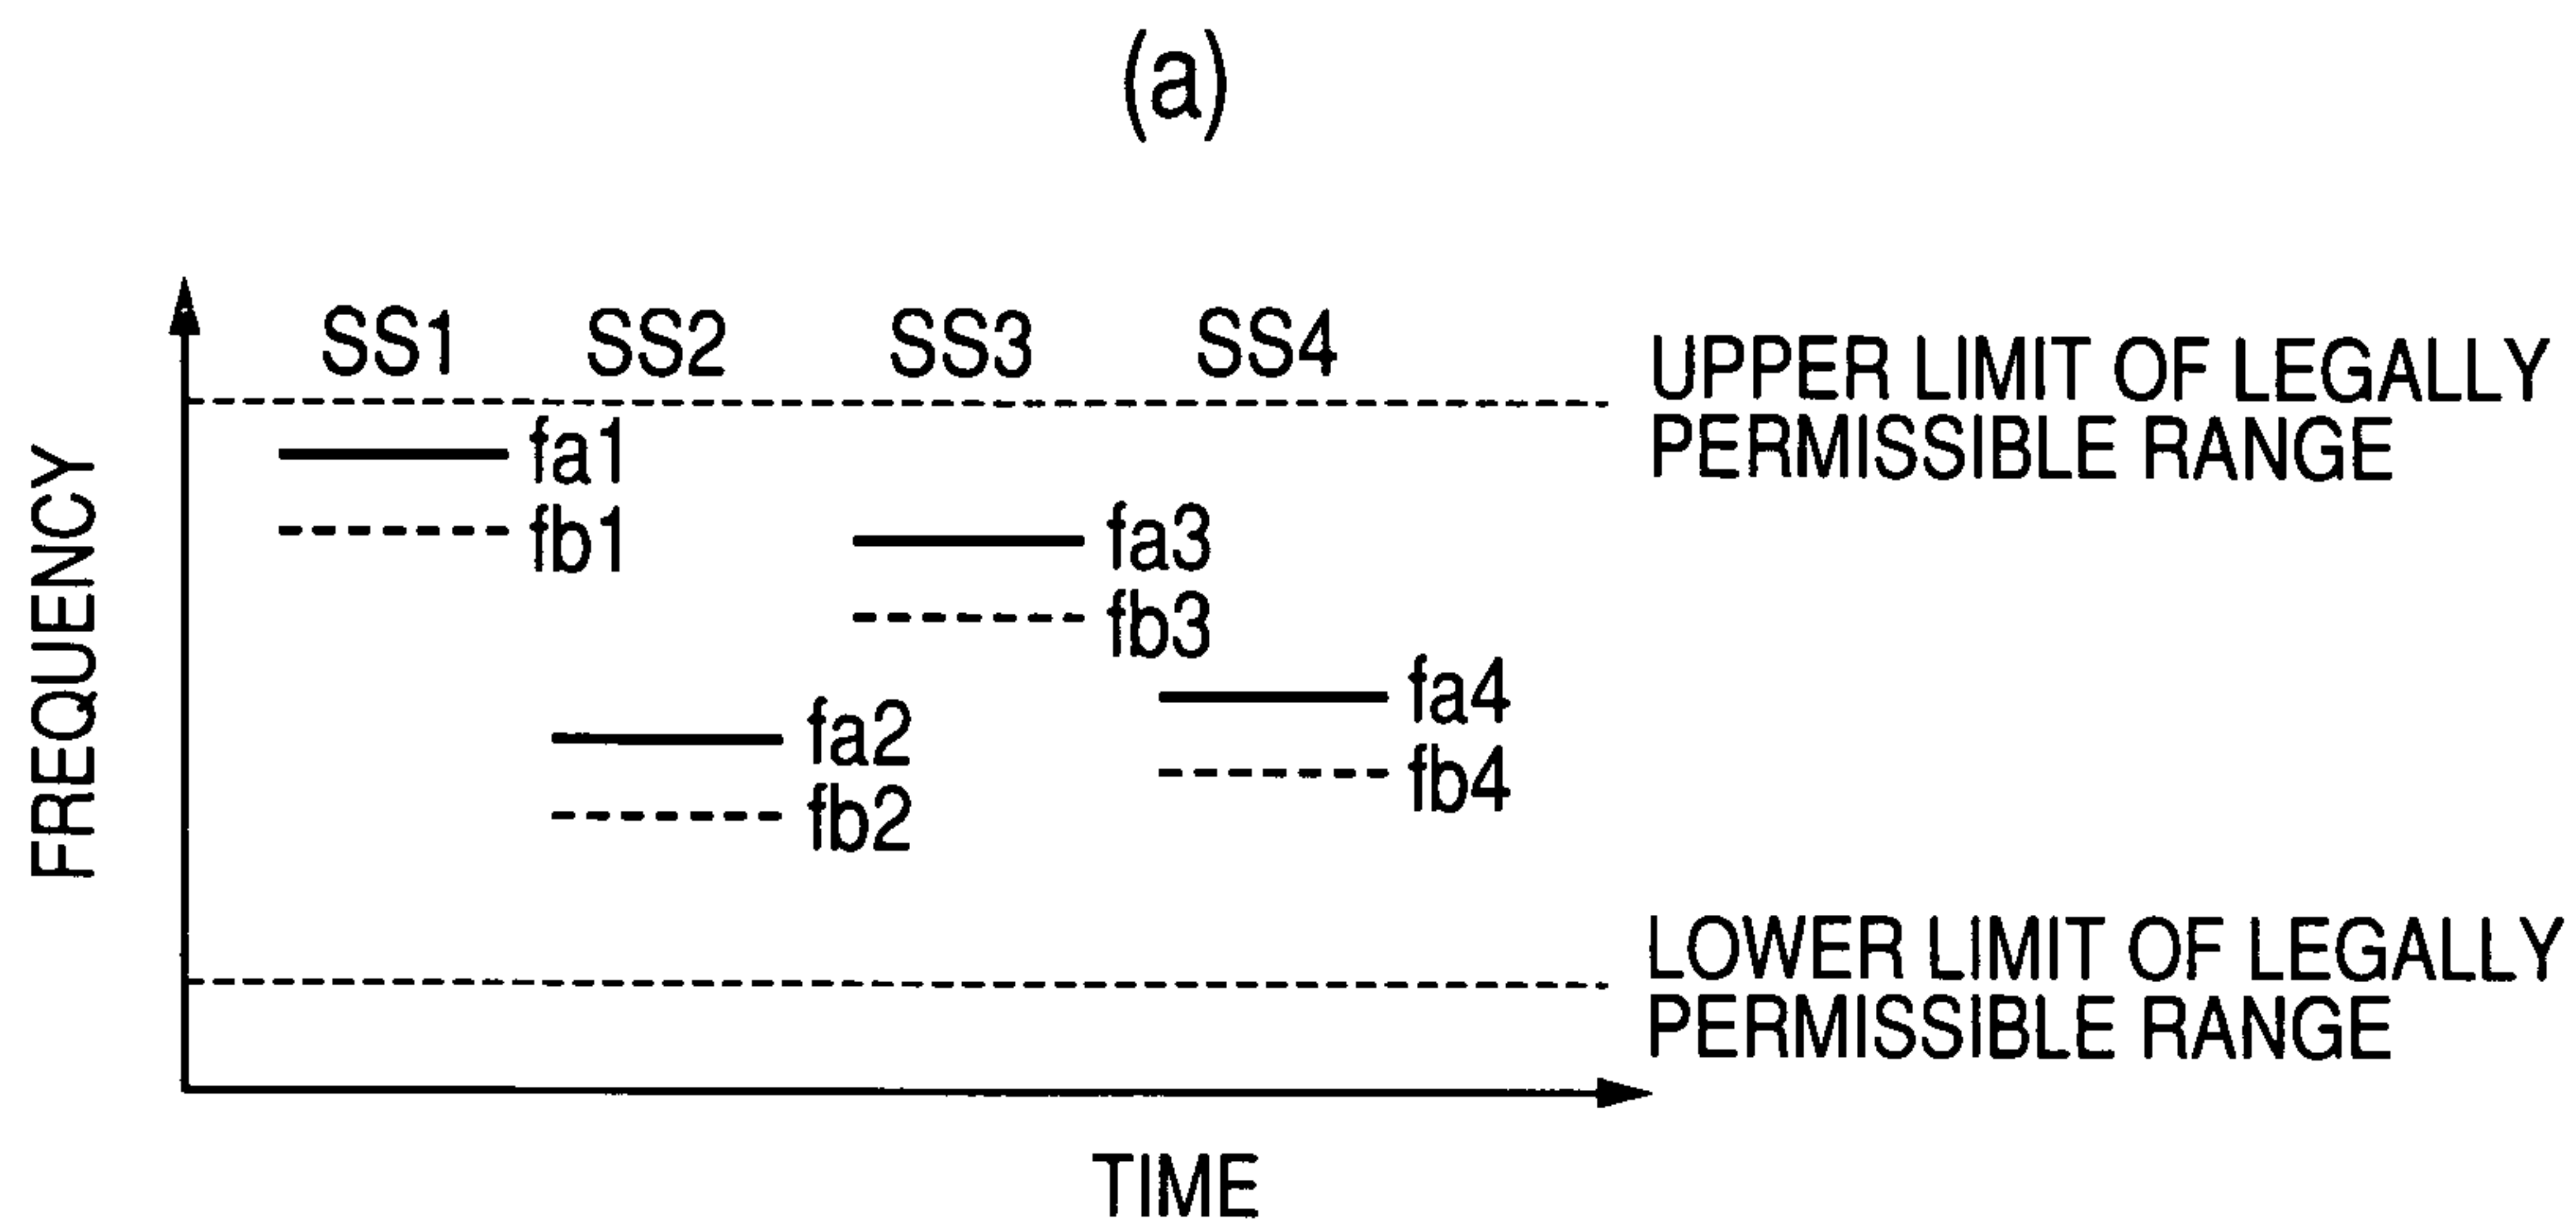 (a)
SS1 SS2 SS3 SS4
UPPER LIMIT OF LEGALLY
PERMISSIBLE RANGE
fa1
fb1
fa3
fb3
fa4
fb4
fa2
fb2
FREQUENCY
LOWER LIMIT OF LEGALLY
PERMISSIBLE RANGE
TIME